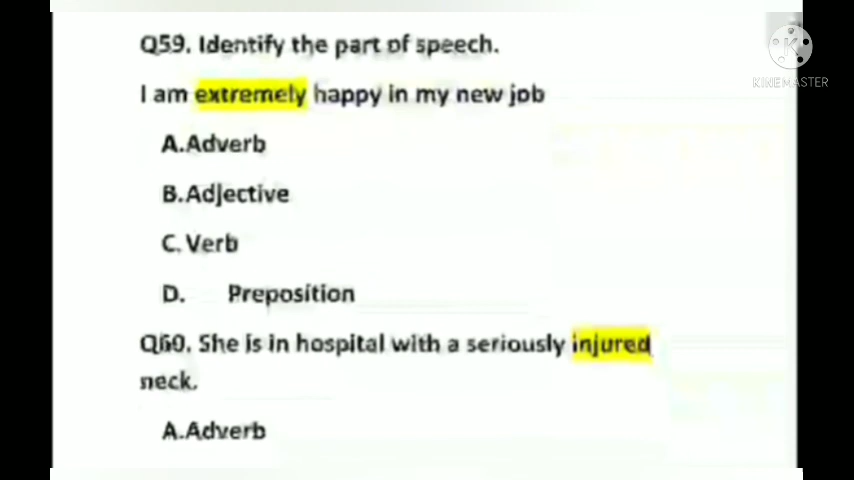 Q59. Identify the part of speech.
I am extremely happy in my new job
A.Adverb
B.Adjective
C. Verb
D. Preposition
Q60. She is in hospital with a seriously injured
neck.
A.Adverb
K
KINEMASTER